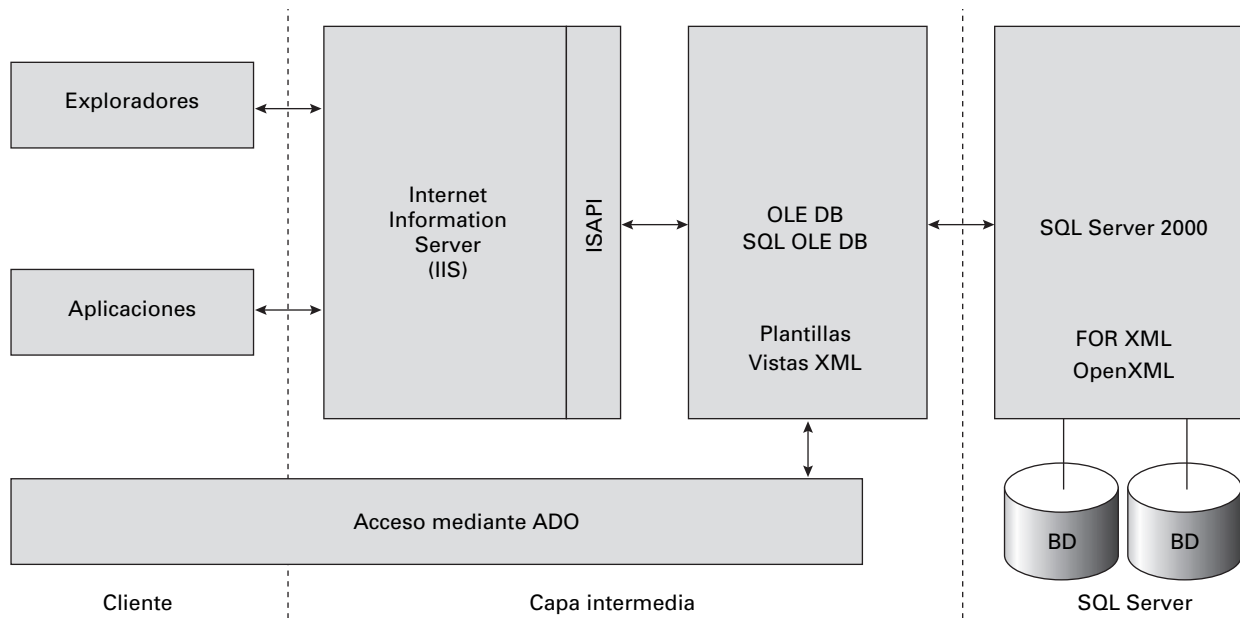 Exploradores
Aplicaciones
Internet
Information
Server
(IIS)
ISAPI
OLE DB
SQL OLE DB
Plantillas
Vistas XML
SQL Server 2000
FOR XML
OpenXML
Acceso mediante ADO
BD
BD
Cliente
Capa intermedia
SQL Server